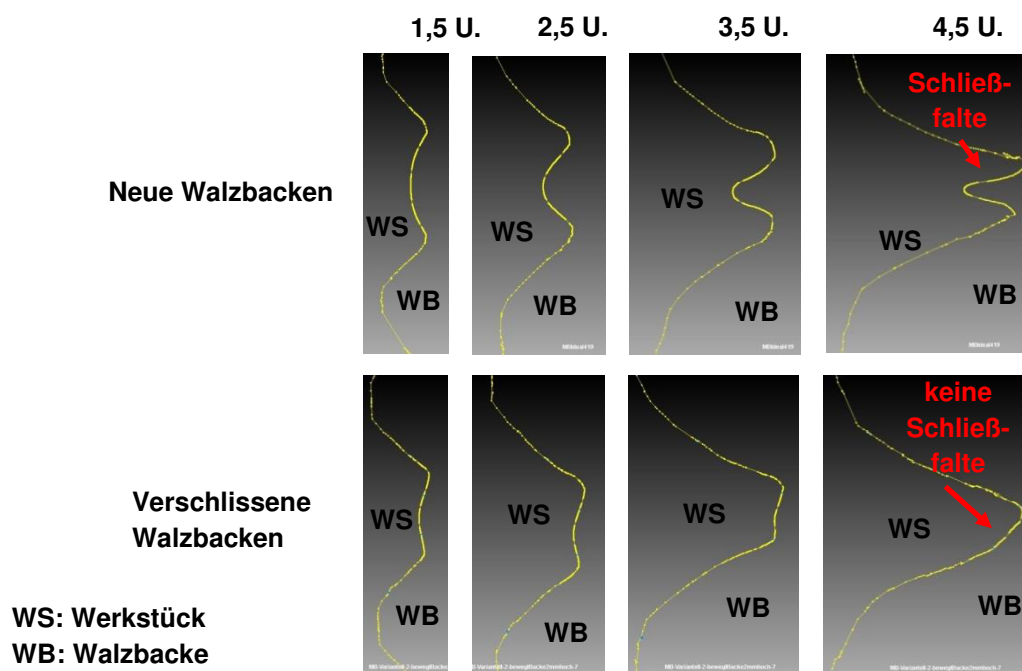 1,5 U.
2,5 U.
3,5 U.
4,5 U.
Neue Walzbacken
WS
WB
WS
WB
WS
WB
Schließ-
falte
WS
WB
Verschlissene
Walzbacken
WS
WB
WS
WB
WS
WB
keine
Schließ-
falte
WS
WB
WS: Werkstück
WB: Walzbacke